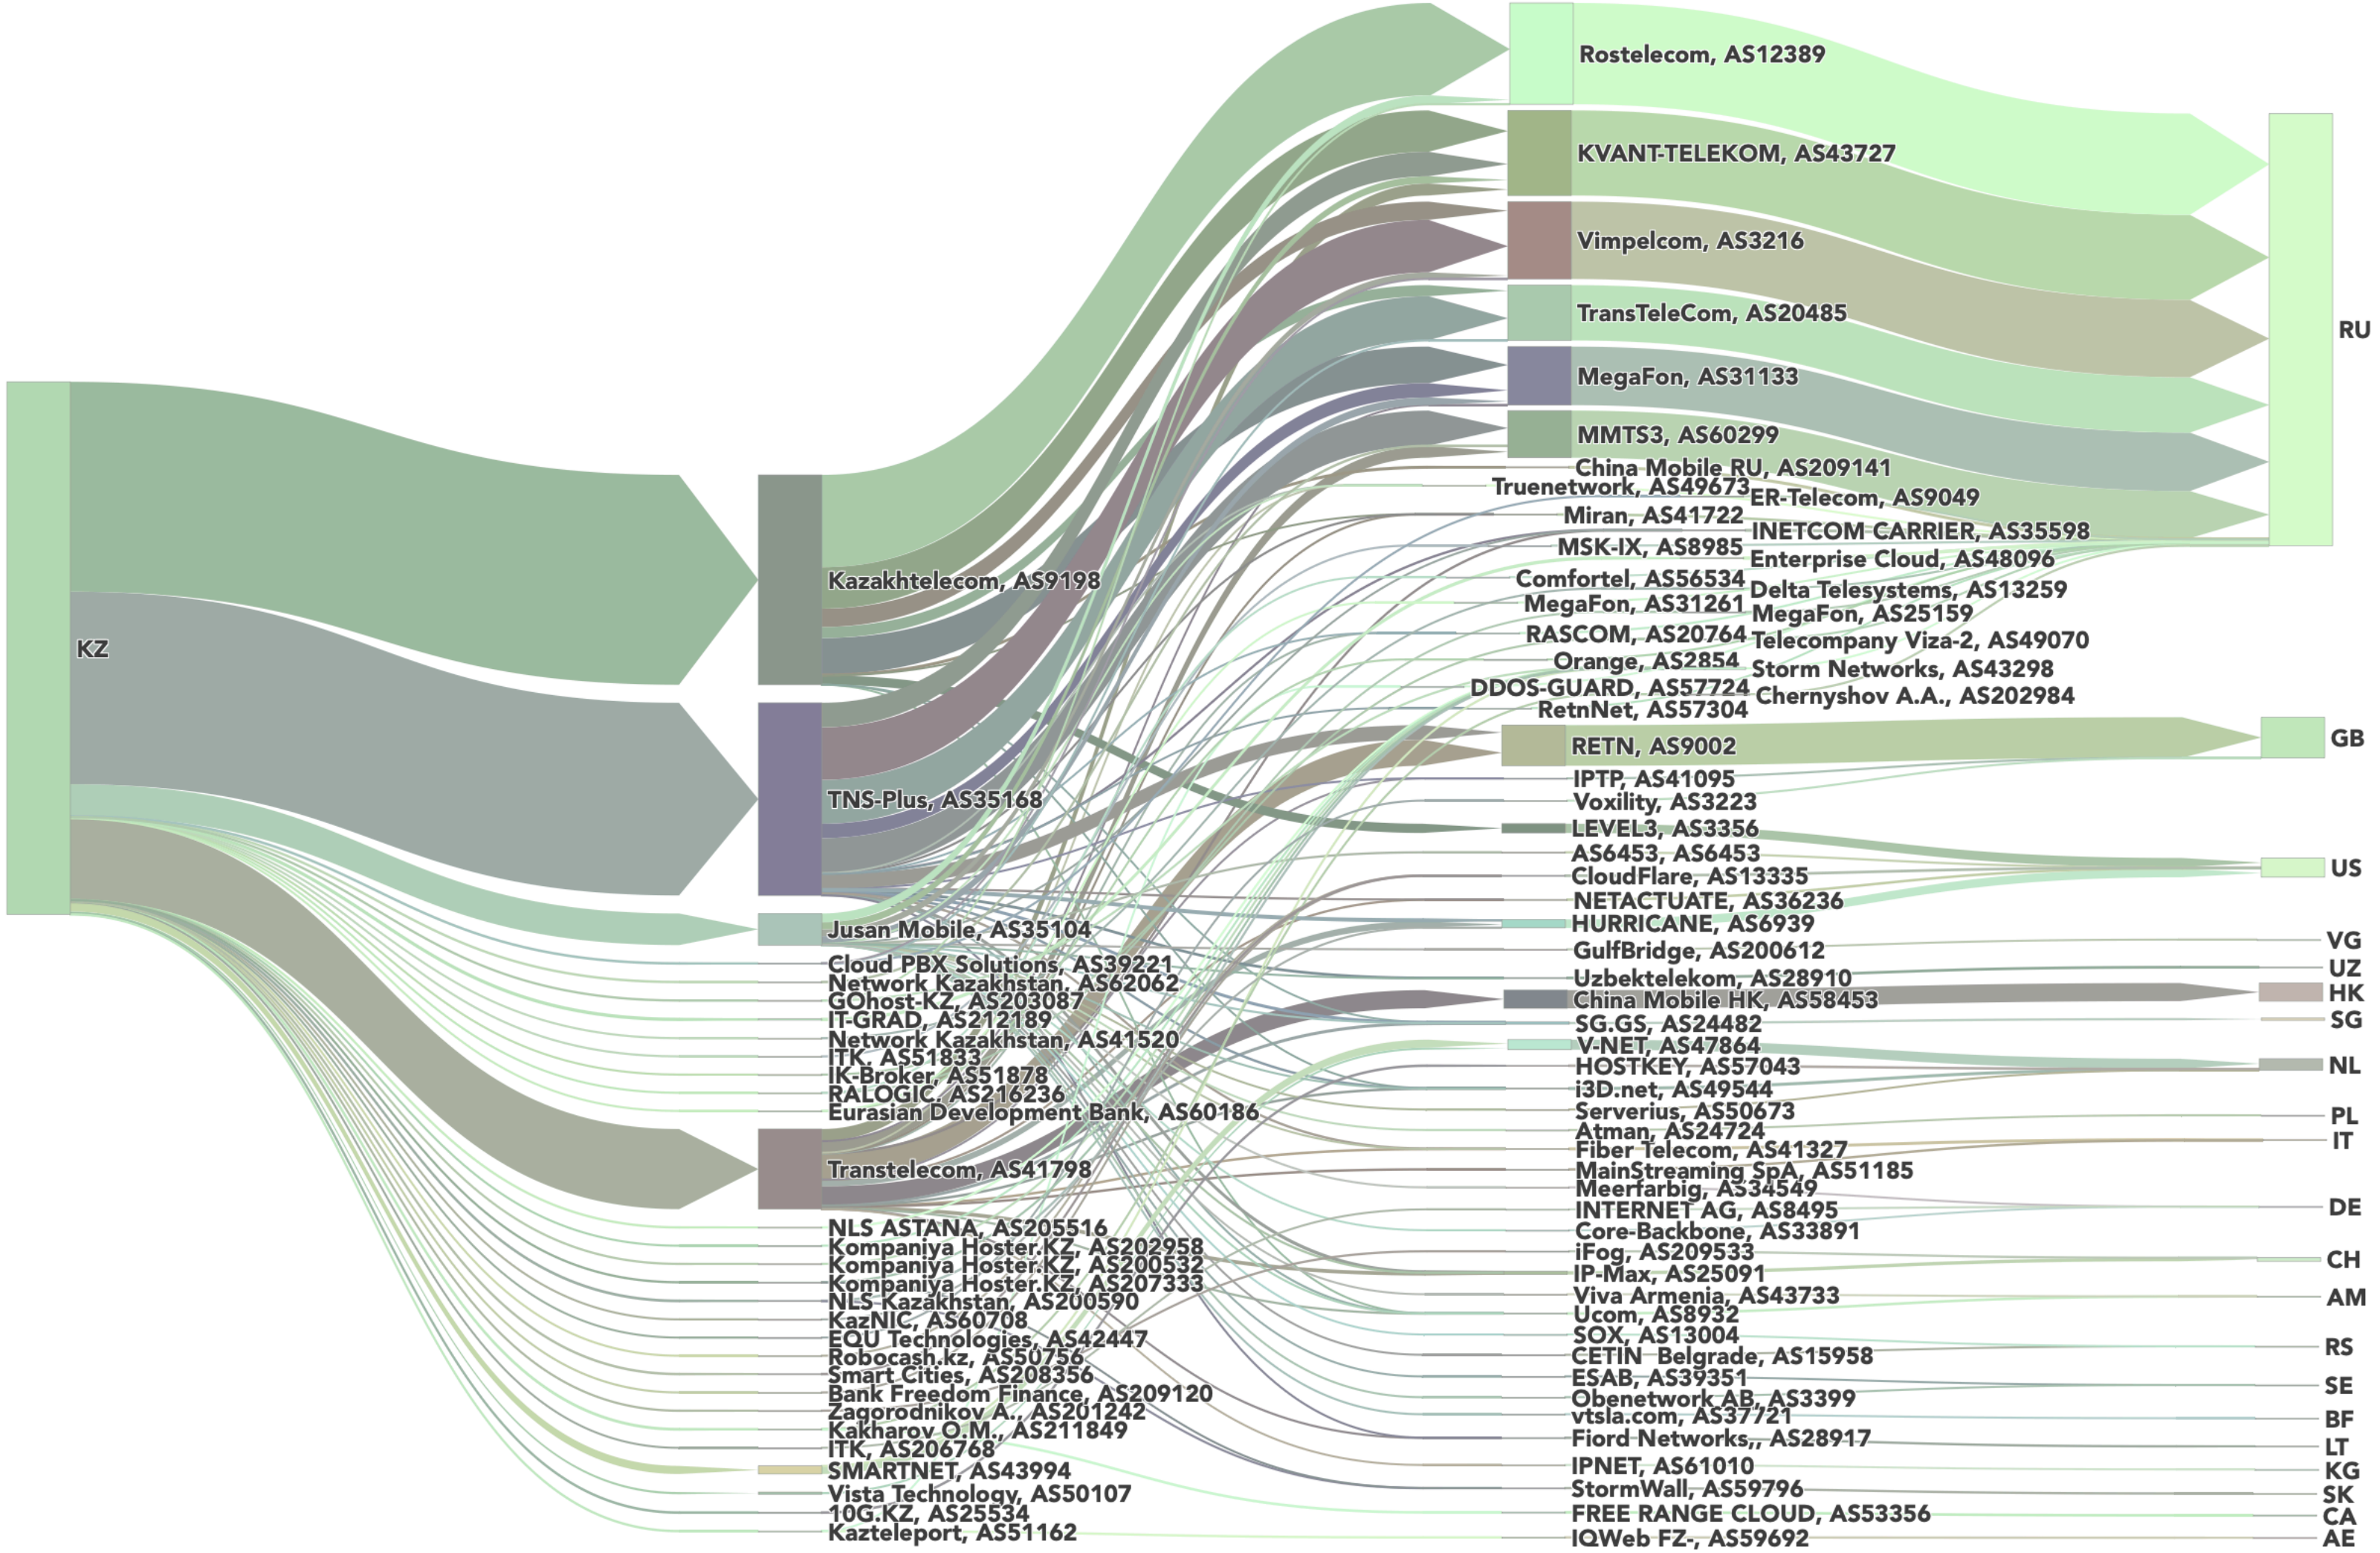 KZ
Kazakhtelecom, AS9198
TNS-Plus, AS35168
Jusan Mobile, AS35104
Cloud PBX Solutions, AS39221
Network Kazakhstan, AS62062
GOhost-KZ, AS203087
IT-GRAD, AS212189
Network Kazakhstan, AS41520
ITK, AS51833
IK-Broker, AS51878
RALOGIC, AS216236
Eurasian Development Bank, AS60186
Transtelecom, AS41798
NLS ASTANA, AS205516
Kompaniya Hoster.KZ, AS202958
Kompaniya Hoster.KZ, AS200532
Kompaniya Hoster.KZ, AS207333
NLS-Kazakhstan, AS200590
KazNIC, AS60708
EQU Technologies, AS42447
Robocash.kz, AS50756
Smart Cities, AS208356
Bank Freedom Finance, AS209120
Zagorodnikov A., AS201242
Kakharov O.M., AS211849
ITK, AS206768
SMARTNET, AS43994
Vista Technology, AS50107
10G.KZ, AS25534
Kazteleport, AS51162
Rostelecom, AS12389
KVANT-TELEKOM, AS43727
Vimpelcom, AS3216
TransTeleCom, AS20485
MegaFon, AS31133
MMTS3, AS60299
China Mobile RU, AS209141
Truenetwork, AS49673
ER-Telecom, AS9049
Miran, AS41722
INETCOM CARRIER, AS35598
MSK-IX, AS8985
Enterprise Cloud, AS48096
Comfortel, AS56534
Delta Telesystems, AS13259
MegaFon, AS31261
MegaFon, AS25159
RASCOM, AS20764
Telecompany Viza-2, AS49070
Orange, AS2854
Storm Networks, AS43298
DDOS-GUARD, AS57724
Chernyshov A.A., AS202984
RetnNet, AS57304
RETN, AS9002
IPTP, AS41095
Voxility, AS3223
LEVEL3, AS3356
AS6453, AS6453
CloudFlare, AS13335
NETACTUATE, AS36236
HURRICANE, AS6939
GulfBridge, AS200612
Uzbektelekom, AS28910
China Mobile HK, AS58453
SG.GS, AS24482
V-NET, AS47864
HOSTKEY, AS57043
i3D.net, AS49544
Serverius, AS50673
Atman, AS24724
Fiber Telecom, AS41327
MainStreaming SpA, AS51185
Meerfarbig, AS34549
INTERNET AG, AS8495
Core-Backbone, AS33891
iFog, AS209533
IP-Max, AS25091
Viva Armenia, AS43733
Ucom, AS8932
SOX, AS13004
CETIN  Belgrade, AS15958
ESAB, AS39351
Obenetwork AB, AS3399
vtsla.com, AS37721
Fiord Networks,, AS28917
IPNET, AS61010
StormWall, AS59796
FREE RANGE CLOUD, AS53356
IQWeb FZ-, AS59692
RU
GB
US
VG
UZ
HK
SG
NL
PL
IT
DE
CH
AM
RS
SE
BF
LT
KG
SK
CA
AE